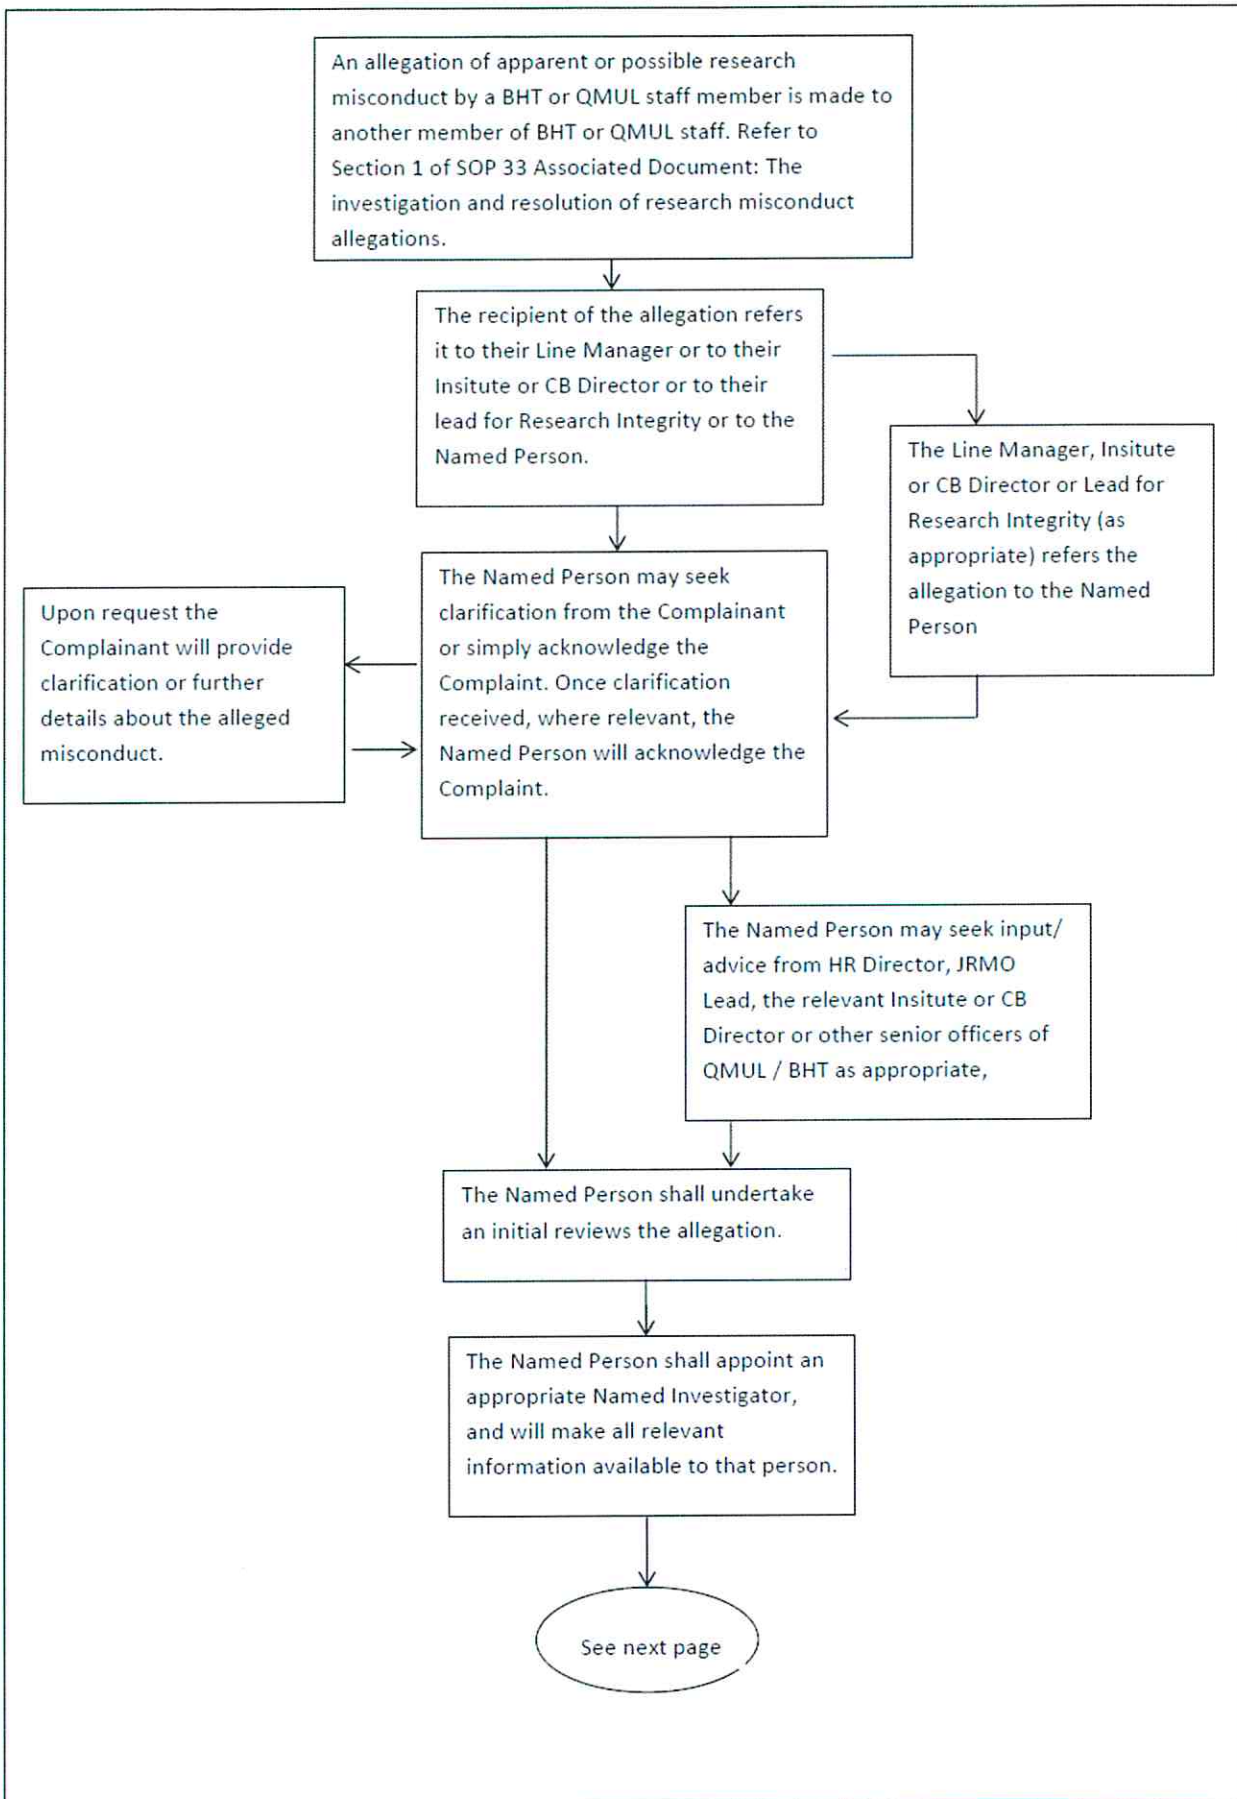 An allegation of apparent or possible research
misconduct by a BHT or QMUL staff member is made to
another member of BHT or QMUL staff. Refer to
Section 1 of SOP 33 Associated Document: The
investigation and resolution of research misconduct
allegations.
The recipient of the allegation refers
it to their Line Manager or to their
Insitute or CB Director or to their
lead for Research Integrity or to the
Named Person.
The Line Manager, Insitute
or CB Director or Lead for
Research Integrity (as
appropriate) refers the
allegation to the Named
Person
The Named Person may seek
clarification from the Complainant
or simply acknowledge the
Complaint. Once clarification
received, where relevant, the
Named Person will acknowledge the
Complaint.
Upon request the
Complainant will provide
clarification or further
details about the alleged
misconduct.
The Named Person may seek input/
advice from HR Director, JRMO
Lead, the relevant Insitute or CB
Director or other senior officers of
QMUL / BHT as appropriate,
The Named Person shall undertake
an initial reviews the allegation.
The Named Person shall appoint an
appropriate Named Investigator,
and will make all relevant
information available to that person.
See next page